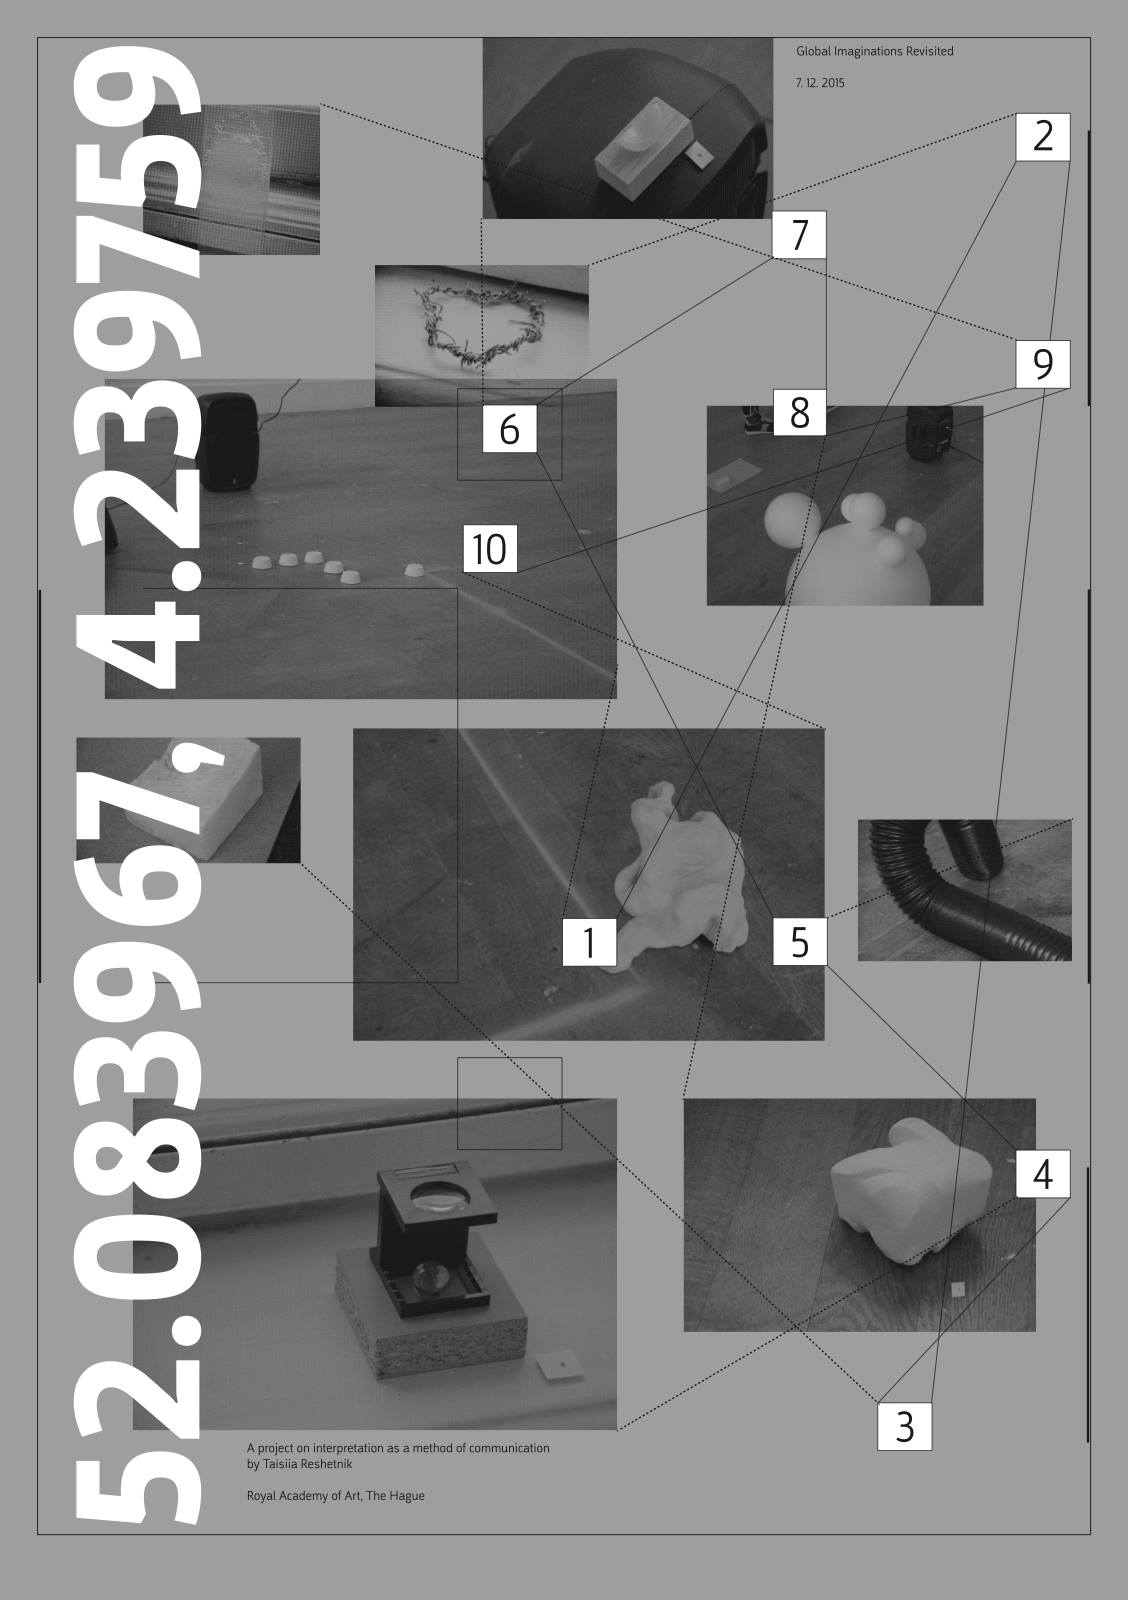 52.083967, 4.239759
Global Imaginations Revisited
7. 12. 2015
2
7
9
8
6
10
1
5
4
3
A project on interpretation as a method of communication
by Taisiia Reshetnik
Royal Academy of Art, The Hague